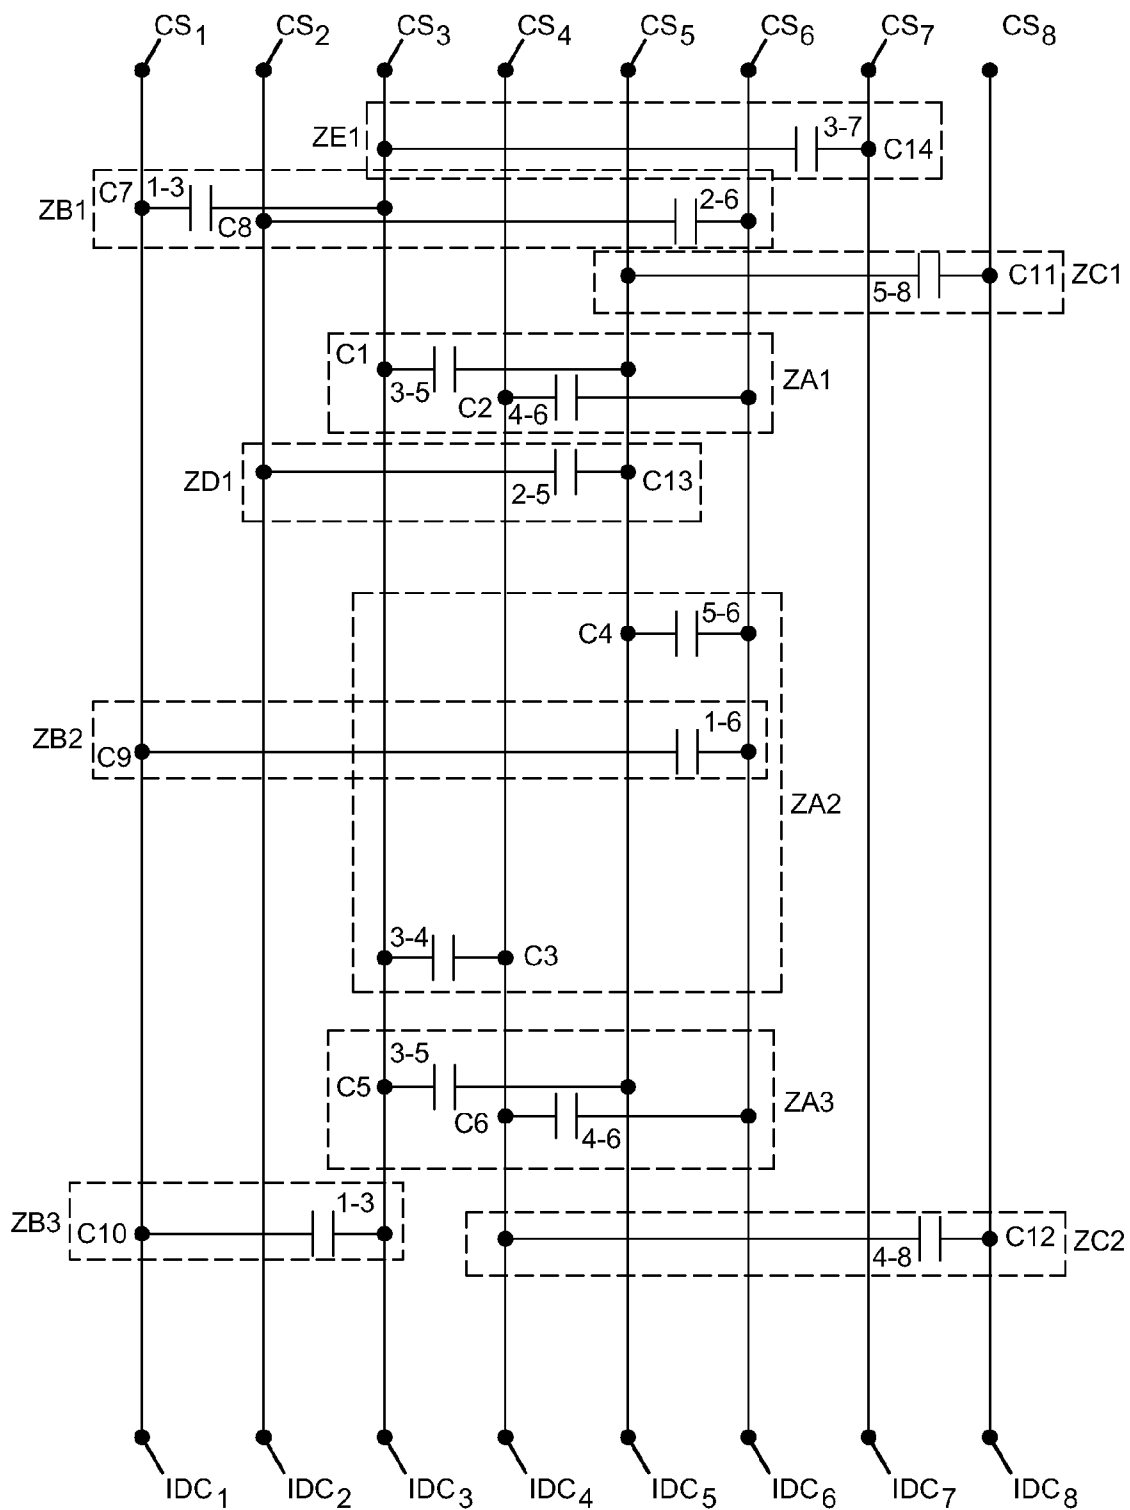 CS1 CS2 CS3 CS4 CS5 CS6 CS7 CS8
ZE1 3-7 C14
ZB1 C7 1-3 C8 2-6
5-8 C11 ZC1
C1 3-5 C2 4-6 ZA1
ZD1 2-5 C13
C4 5-6
ZB2 C9 1-6
ZA2
3-4 C3
3-5
C5 C6 4-6 ZA3
ZB3 C10 1-3
4-8 C12 ZC2
IDC1 IDC2 IDC3 IDC4 IDC5 IDC6 IDC7 IDC8